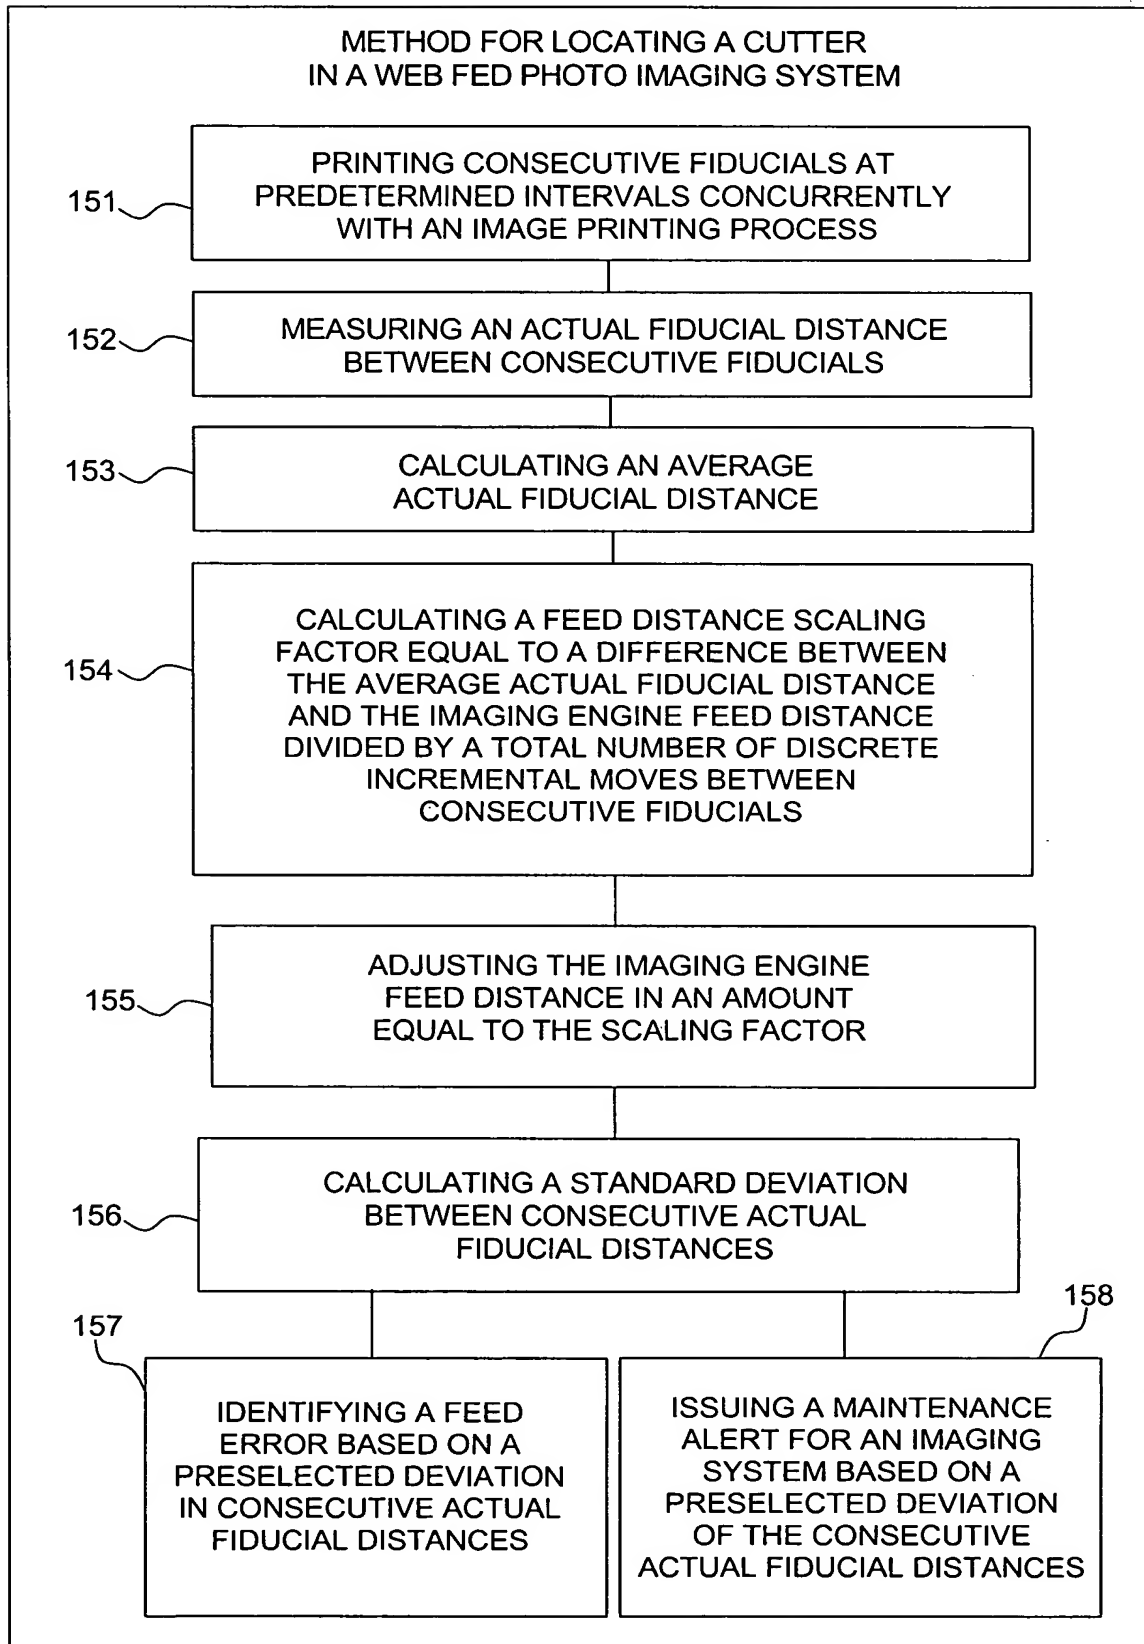 METHOD FOR LOCATING A CUTTER
IN A WEB FED PHOTO IMAGING SYSTEM
151
PRINTING CONSECUTIVE FIDUCIALS AT
PREDETERMINED INTERVALS CONCURRENTLY
WITH AN IMAGE PRINTING PROCESS
152
MEASURING AN ACTUAL FIDUCIAL DISTANCE
BETWEEN CONSECUTIVE FIDUCIALS
153
CALCULATING AN AVERAGE
ACTUAL FIDUCIAL DISTANCE
154
CALCULATING A FEED DISTANCE SCALING
FACTOR EQUAL TO A DIFFERENCE BETWEEN
THE AVERAGE ACTUAL FIDUCIAL DISTANCE
AND THE IMAGING ENGINE FEED DISTANCE
DIVIDED BY A TOTAL NUMBER OF DISCRETE
INCREMENTAL MOVES BETWEEN
CONSECUTIVE FIDUCIALS
155
ADJUSTING THE IMAGING ENGINE
FEED DISTANCE IN AN AMOUNT
EQUAL TO THE SCALING FACTOR
156
CALCULATING A STANDARD DEVIATION
BETWEEN CONSECUTIVE ACTUAL
FIDUCIAL DISTANCES
157
IDENTIFYING A FEED
ERROR BASED ON A
PRESELECTED DEVIATION
IN CONSECUTIVE ACTUAL
FIDUCIAL DISTANCES
158
ISSUING A MAINTENANCE
ALERT FOR AN IMAGING
SYSTEM BASED ON A
PRESELECTED DEVIATION
OF THE CONSECUTIVE
ACTUAL FIDUCIAL DISTANCES